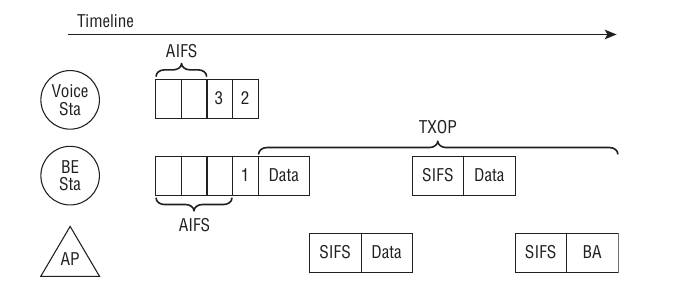 Timeline
AIFS
Voice
Sta
3 2
TXOP
BE
Sta
1 Data SIFS Data
AIFS
AP
SIFS Data SIFS BA